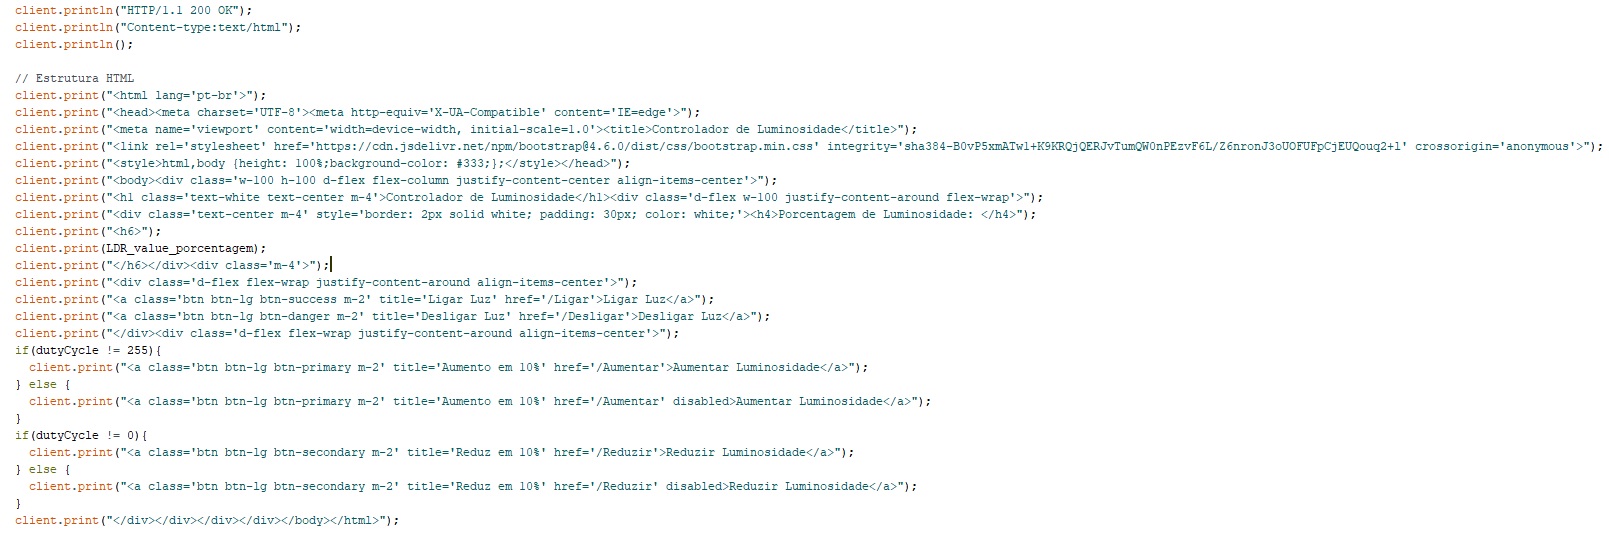 client.println("HTTP/1.1 200 OK");
client.println("Content-type:text/html");
client.println();
// Estrutura HTML
client.print("<html lang='pt-br'>");
client.print("<head><meta charset='UTF-8'><meta http-equiv='X-UA-Compatible' content='IE=edge'>");
client.print("<meta name='viewport' content='width=device-width, initial-scale=1.0'><title>Controlador de Luminosidade</title>");
client.print("<link rel='stylesheet' href='https://cdn.jsdelivr.net/npm/bootstrap@4.6.0/dist/css/bootstrap.min.css' integrity='sha384-B0vP5xmATw1+K9KRQjQERJvTumQW0nPEzvF6L/Z6nronJ3oUOFUFpCjEUQouq2+l' crossorigin='anonymous'>");
client.print("<style>html,body {height: 100%;background-color: #333;};</style></head>");
client.print("<body><div class='w-100 h-100 d-flex flex-column justify-content-center align-items-center'>");
client.print("<h1 class='text-white text-center m-4'>Controlador de Luminosidade</h1><div class='d-flex w-100 justify-content-around flex-wrap'>");
client.print("<div class='text-center m-4' style='border: 2px solid white; padding: 30px; color: white;'><h4>Porcentagem de Luminosidade: </h4>");
client.print("<h6>");
client.print(LDR_value_porcentagem);
client.print("</h6></div><div class='m-4'>");
client.print("<div class='d-flex flex-wrap justify-content-around align-items-center'>");
client.print("<a class='btn btn-lg btn-success m-2' title='Ligar Luz' href='/Ligar'>Ligar Luz</a>");
client.print("<a class='btn btn-lg btn-danger m-2' title='Desligar Luz' href='/Desligar'>Desligar Luz</a>");
client.print("</div><div class='d-flex flex-wrap justify-content-around align-items-center'>");
if(dutyCycle != 255){
client.print("<a class='btn btn-lg btn-primary m-2' title='Aumento em 10%' href='/Aumentar'>Aumentar Luminosidade</a>");
} else {
client.print("<a class='btn btn-lg btn-primary m-2' title='Aumento em 10%' href='/Aumentar' disabled>Aumentar Luminosidade</a>");
}
if(dutyCycle != 0){
client.print("<a class='btn btn-lg btn-secondary m-2' title='Reduz em 10%' href='/Reduzir'>Reduzir Luminosidade</a>");
} else {
client.print("<a class='btn btn-lg btn-secondary m-2' title='Reduz em 10%' href='/Reduzir' disabled>Reduzir Luminosidade</a>");
}
client.print("</div></div></div></div></body></html>");